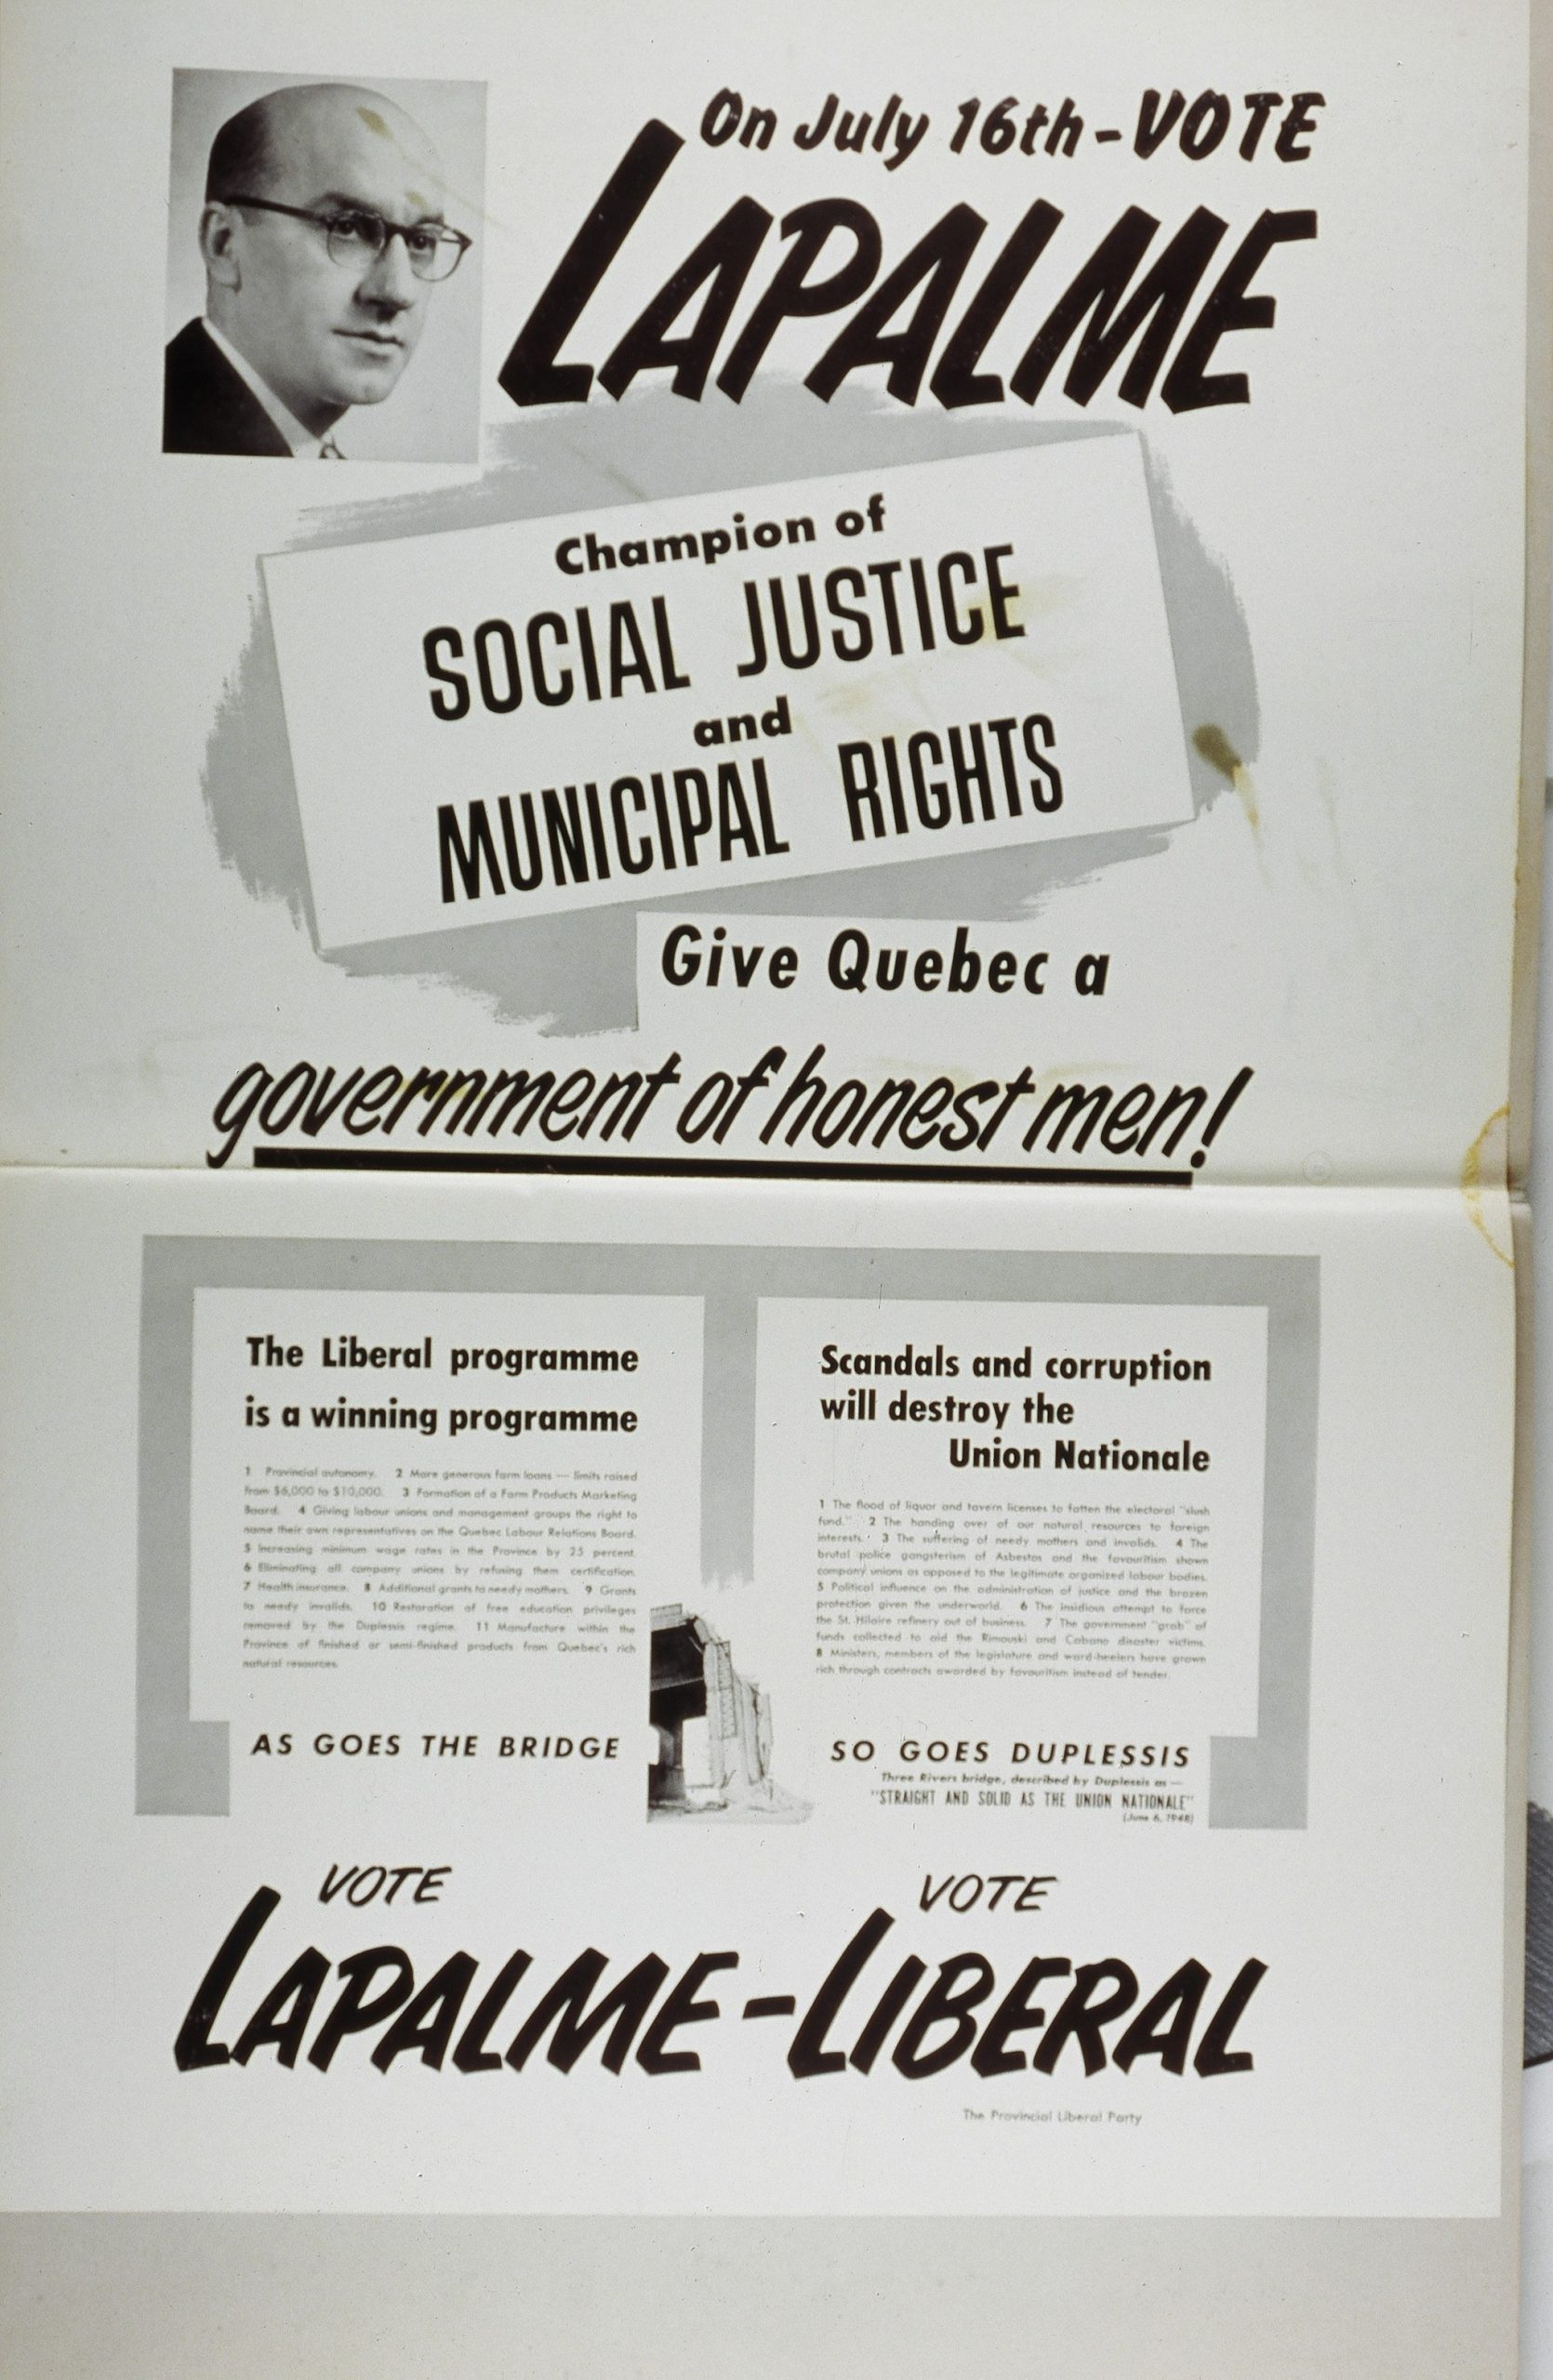 On July 16th - VOTE
LAPALME
Champion of
SOCIAL JUSTICE
and
MUNICIPAL RIGHTS
Give Quebec a
government of honest men!
The Liberal programme
is a winning programme
1 Provincial autonomy. 2 More generous farm loans — limits raised
from $6,000 to $10,000. 3 Formation of a Farm Products Marketing
Board. 4 Giving labour unions and management groups the right to
name their own representatives on the Quebec Labour Relations Board.
5 Increasing minimum wage rates in the Province by 25 percent.
6 Eliminating all company unions by refusing them certification.
7 Health insurance. 8 Additional grants to needy mothers. 9 Grants
to needy invalids. 10 Restoration of free education privileges
removed by the Duplessis regime. 11 Manufacture within the
Province of finished or semi-finished products from Quebec's rich
natural resources.
AS GOES THE BRIDGE
Scandals and corruption
will destroy the
Union Nationale
1 The flood of liquor and tavern licenses to fatten the electoral "slush
fund." 2 The handing over of our natural resources to foreign
interests. 3 The suffering of needy mothers and invalids. 4 The
brutal police gangsterism of Asbestos and the favouritism shown
company unions as opposed to the legitimate organized labour bodies.
5 Political influence on the administration of justice and the brazen
protection given the underworld. 6 The insidious attempt to force
the St. Hilaire refinery out of business. 7 The government "grab" of
funds collected to aid the Rimouski and Cabano disaster victims.
8 Ministers, members of the legislature and ward-heelers have grown
rich through contracts awarded by favouritism instead of tender.
SO GOES DUPLESSIS
Three Rivers bridge, described by Duplessis as —
"STRAIGHT AND SOLID AS THE UNION NATIONALE"
(June 6, 1948)
VOTE VOTE
LAPALME - LIBERAL
The Provincial Liberal Party